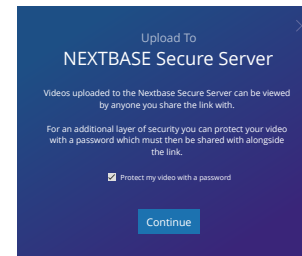 Upload To
NEXTBASE Secure Server
Videos uploaded to the Nextbase Secure Server can be viewed
by anyone you share the link with.
For an additional layer of security you can protect your video
with a password which must then be shared with alongside
the link.
Protect my video with a password
Continue